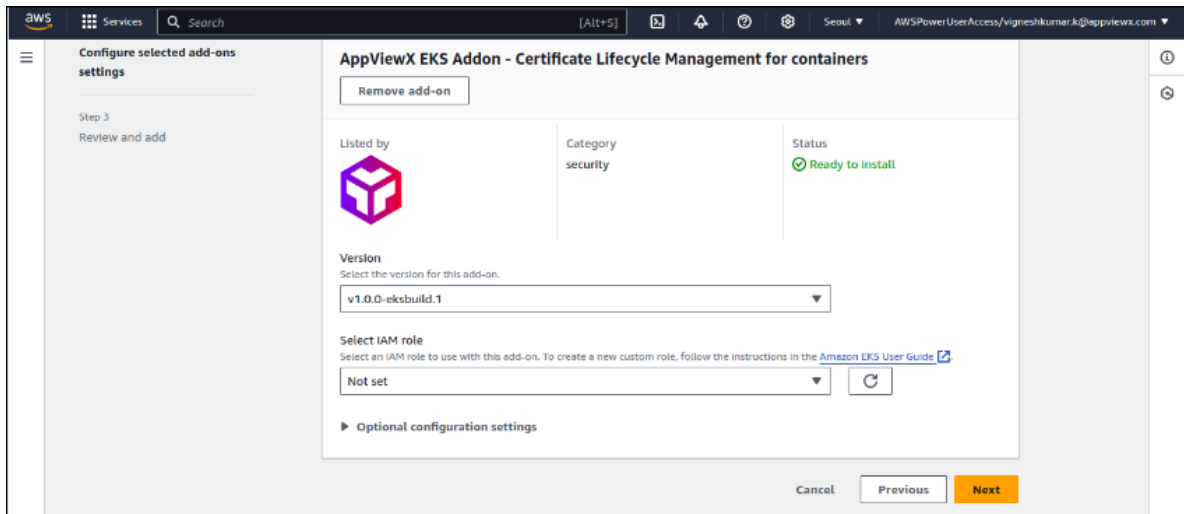 aws
Services
Search
[Alt+S]
Seoul ▼
AWSPowerUserAccess/vigneshkumar.k@appviewx.com ▼
Configure selected add-ons
settings
Step 3
Review and add
AppViewX EKS Addon - Certificate Lifecycle Management for containers
Remove add-on
Listed by
Category
security
Status
Ready to install
Version
Select the version for this add-on.
v1.0.0-eksbuild.1
Select IAM role
Select an IAM role to use with this add-on. To create a new custom role, follow the instructions in the Amazon EKS User Guide.
Not set
Optional configuration settings
Cancel
Previous
Next